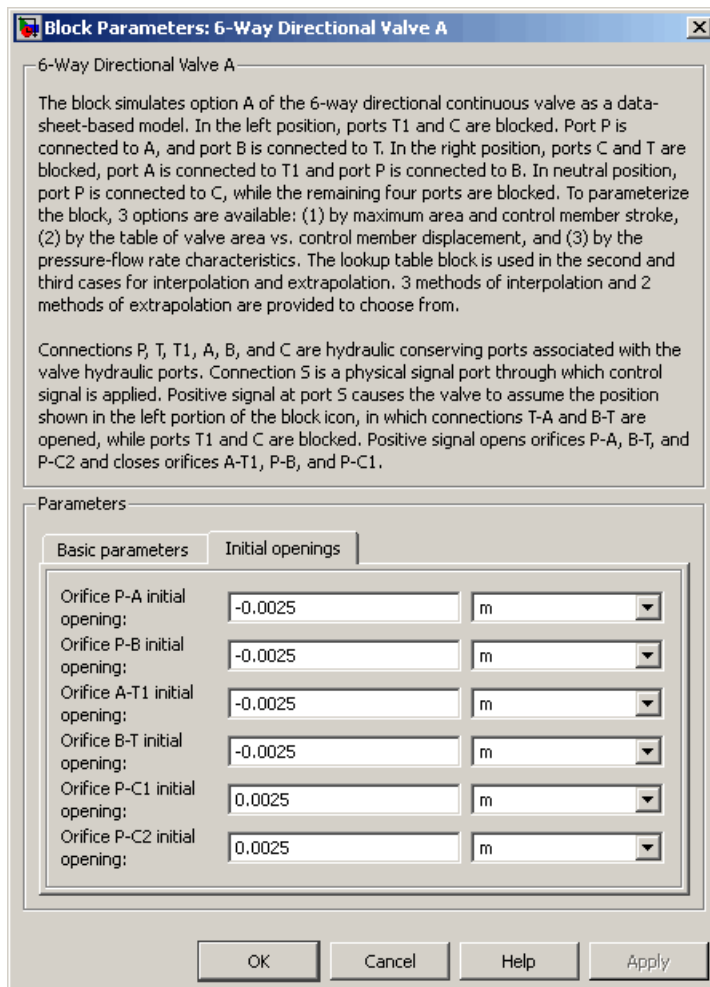 Block Parameters: 6-Way Directional Valve A
6-Way Directional Valve A
The block simulates option A of the 6-way directional continuous valve as a data-
sheet-based model. In the left position, ports T1 and C are blocked. Port P is
connected to A, and port B is connected to T. In the right position, ports C and T are
blocked, port A is connected to T1 and port P is connected to B. In neutral position,
port P is connected to C, while the remaining four ports are blocked. To parameterize
the block, 3 options are available: (1) by maximum area and control member stroke,
(2) by the table of valve area vs. control member displacement, and (3) by the
pressure-flow rate characteristics. The lookup table block is used in the second and
third cases for interpolation and extrapolation. 3 methods of interpolation and 2
methods of extrapolation are provided to choose from.
Connections P, T, T1, A, B, and C are hydraulic conserving ports associated with the
valve hydraulic ports. Connection S is a physical signal port through which control
signal is applied. Positive signal at port S causes the valve to assume the position
shown in the left portion of the block icon, in which connections T-A and B-T are
opened, while ports T1 and C are blocked. Positive signal opens orifices P-A, B-T, and
P-C2 and closes orifices A-T1, P-B, and P-C1.
Parameters
Basic parameters Initial openings
Orifice P-A initial
opening: -0.0025 m
Orifice P-B initial
opening: -0.0025 m
Orifice A-T1 initial
opening: -0.0025 m
Orifice B-T initial
opening: -0.0025 m
Orifice P-C1 initial
opening: 0.0025 m
Orifice P-C2 initial
opening: 0.0025 m
OK Cancel Help Apply